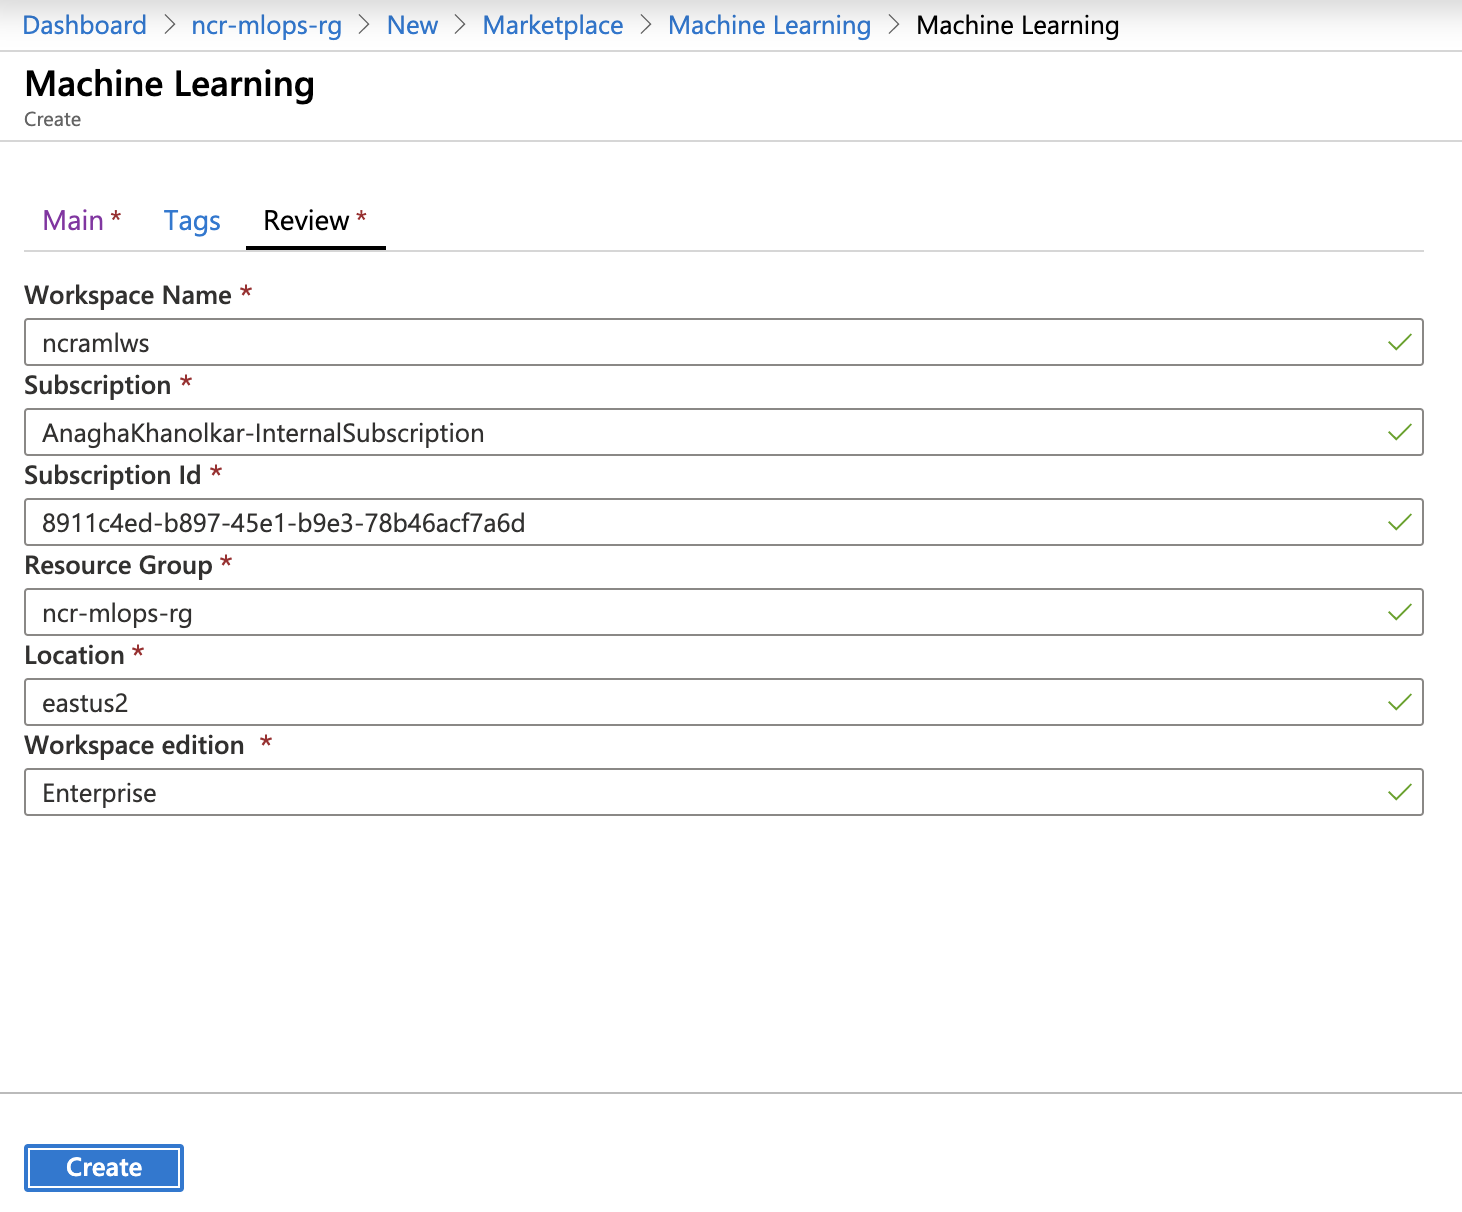 Dashboard > ncr-mlops-rg > New > Marketplace > Machine Learning > Machine Learning
Machine Learning
Create
Main * Tags Review *
Workspace Name *
ncramlws
Subscription *
AnaghaKhanolkar-InternalSubscription
Subscription Id *
8911c4ed-b897-45e1-b9e3-78b46acf7a6d
Resource Group *
ncr-mlops-rg
Location *
eastus2
Workspace edition *
Enterprise
Create